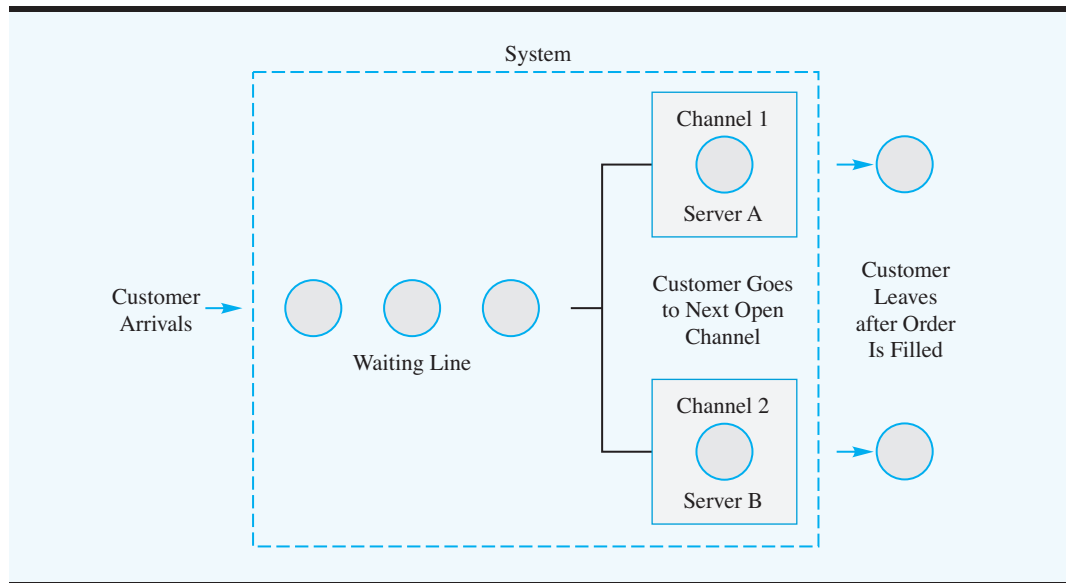 System
Channel 1
Server A
Customer
Arrivals
Waiting Line
Customer Goes
to Next Open
Channel
Customer
Leaves
after Order
Is Filled
Channel 2
Server B